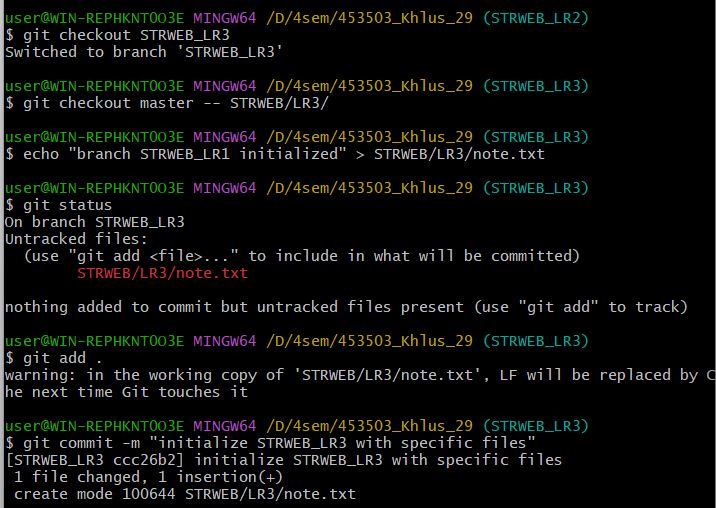 user@WIN-REPHKNTOO3E MINGW64 /D/4sem/453503_Khlus_29 (STRWEB_LR2)
$ git checkout STRWEB_LR3
Switched to branch 'STRWEB_LR3'
user@WIN-REPHKNTOO3E MINGW64 /D/4sem/453503_Khlus_29 (STRWEB_LR3)
$ git checkout master -- STRWEB/LR3/
user@WIN-REPHKNTOO3E MINGW64 /D/4sem/453503_Khlus_29 (STRWEB_LR3)
$ echo "branch STRWEB_LR1 initialized" > STRWEB/LR3/note.txt
user@WIN-REPHKNTOO3E MINGW64 /D/4sem/453503_Khlus_29 (STRWEB_LR3)
$ git status
On branch STRWEB_LR3
Untracked files:
  (use "git add <file>..." to include in what will be committed)
        STRWEB/LR3/note.txt
nothing added to commit but untracked files present (use "git add" to track)
user@WIN-REPHKNTOO3E MINGW64 /D/4sem/453503_Khlus_29 (STRWEB_LR3)
$ git add .
warning: in the working copy of 'STRWEB/LR3/note.txt', LF will be replaced by C
he next time Git touches it
user@WIN-REPHKNTOO3E MINGW64 /D/4sem/453503_Khlus_29 (STRWEB_LR3)
$ git commit -m "initialize STRWEB_LR3 with specific files"
[STRWEB_LR3 ccc26b2] initialize STRWEB_LR3 with specific files
 1 file changed, 1 insertion(+)
 create mode 100644 STRWEB/LR3/note.txt